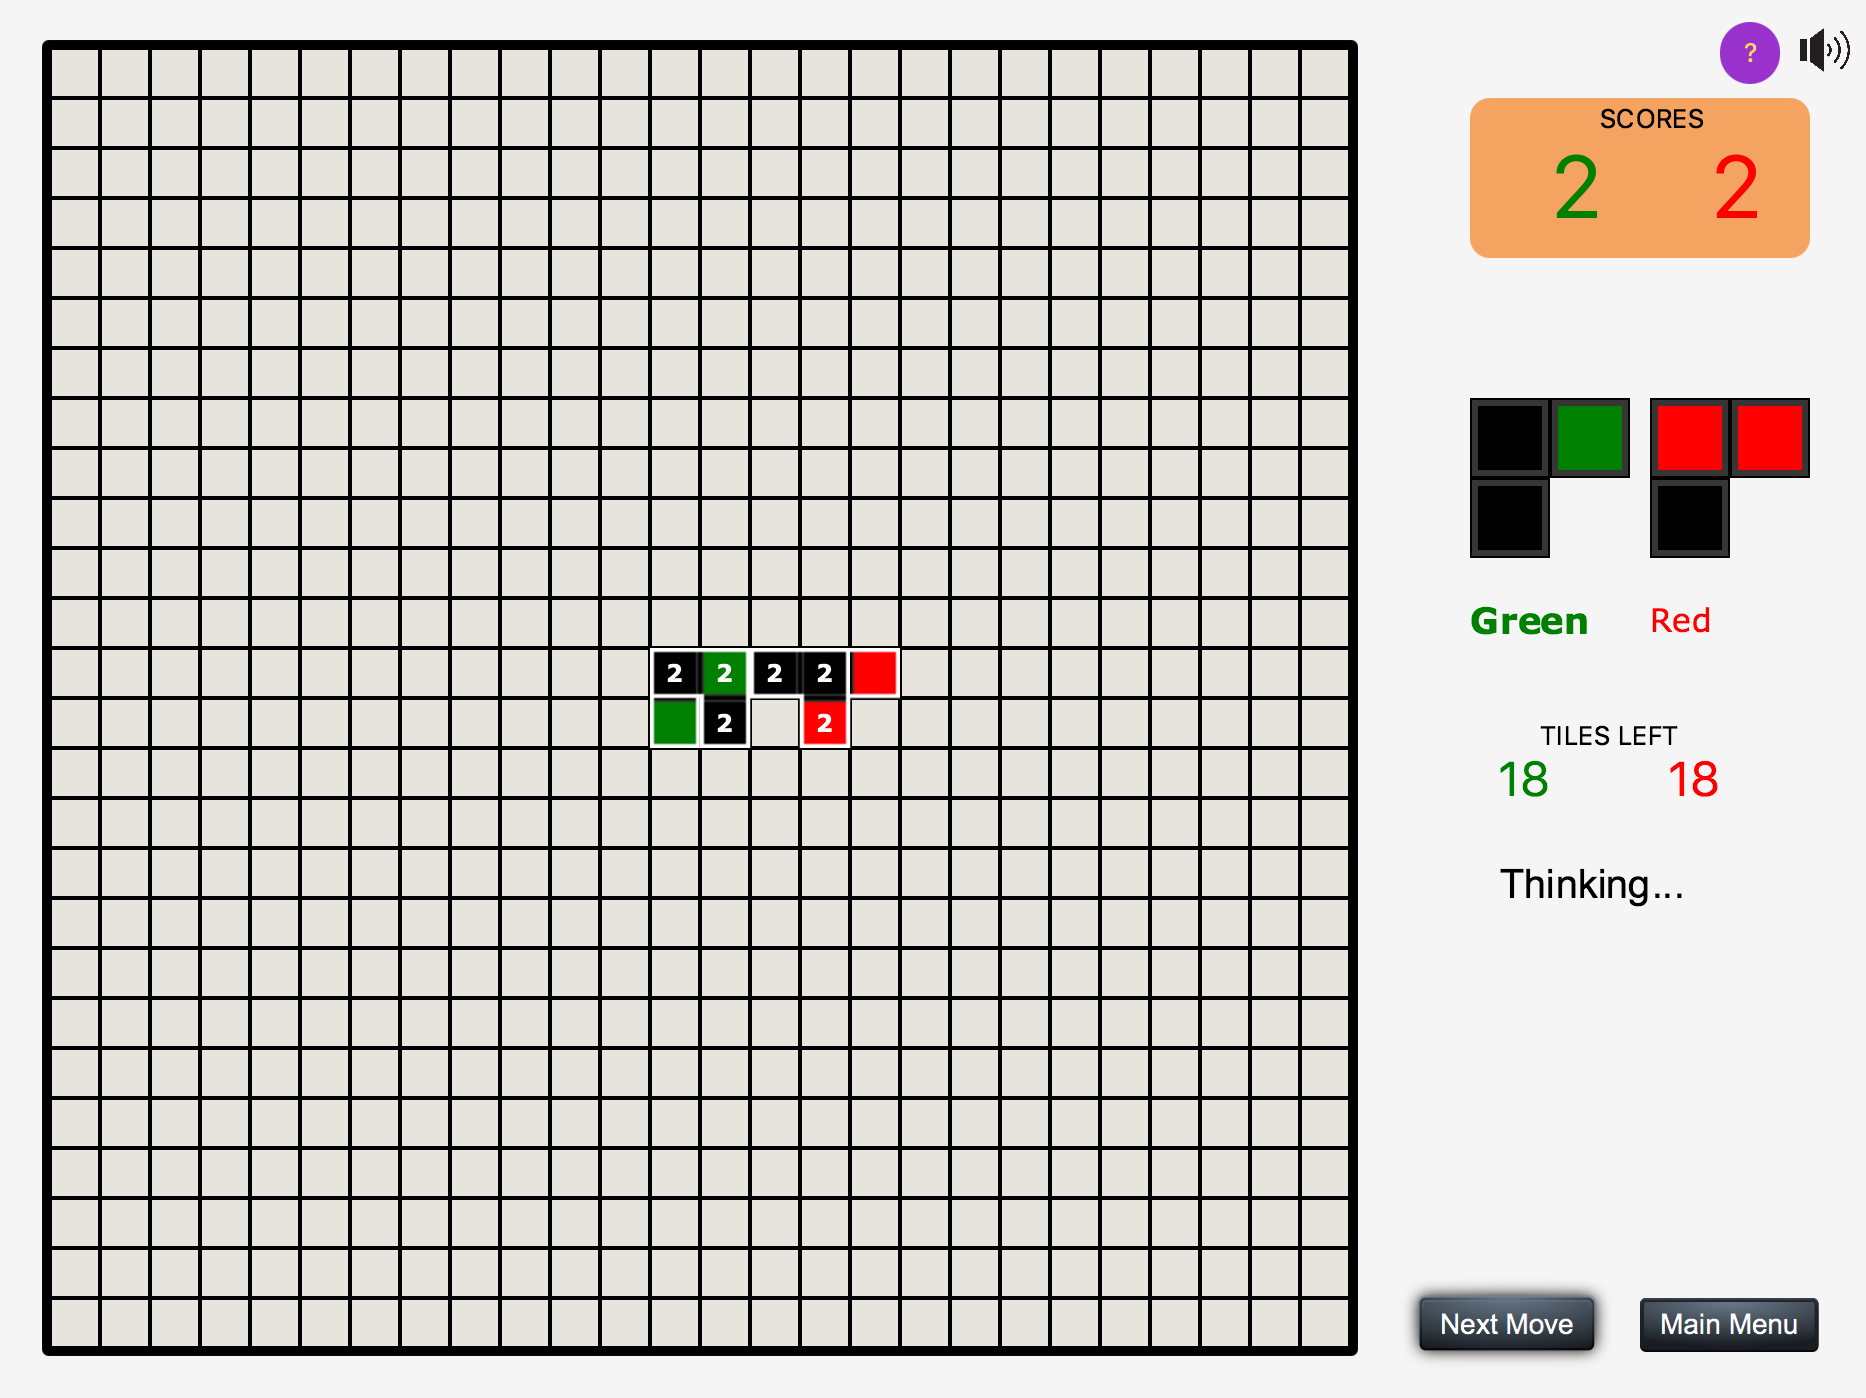 ?
SCORES
2 2
2 2 2 2
2 2
Green Red
TILES LEFT
18 18
Thinking...
Next Move Main Menu